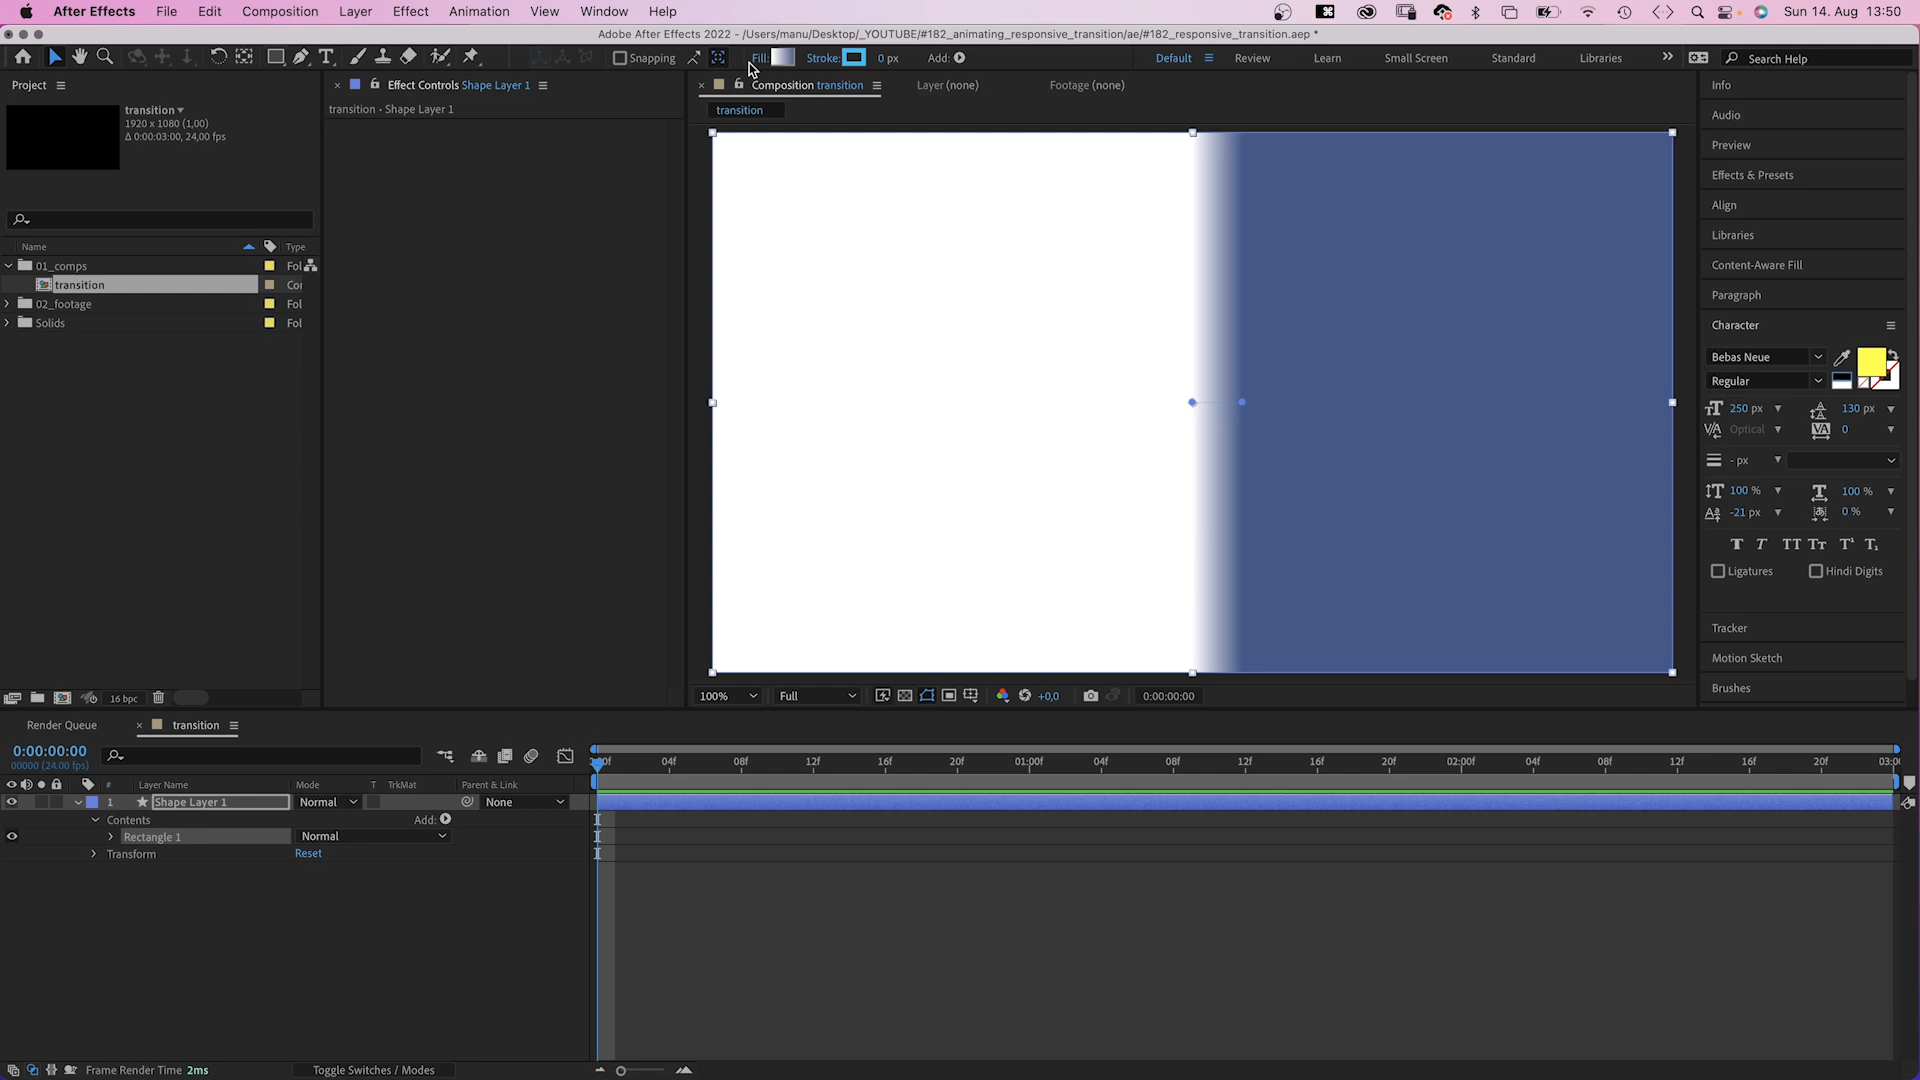 After Effects File Edit Composition Layer Effect Animation View Window Help Sun 14. Aug 13:50
Adobe After Effects 2022 - /Users/manu/Desktop/_YOUTUBE/#182_animating_responsive_transition/ae/#182_responsive_transition.aep *
Snapping Fill: Stroke: 0 px Add: Default Review Learn Small Screen Standard Libraries Search Help
Project
Effect Controls Shape Layer 1
Composition transition Layer (none) Footage (none)
transition • Shape Layer 1
transition
transition
1920 x 1080 (1,00)
Δ 0:00:03:00, 24,00 fps
Name Type
01_comps Fol
transition Cor
02_footage Fol
Solids Fol
16 bpc
100% Full +0,0 0:00:00:00
Info
Audio
Preview
Effects & Presets
Align
Libraries
Content-Aware Fill
Paragraph
Character
Bebas Neue
Regular
250 px 130 px
Optical 0
- px
100 % 100 %
-21 px 0 %
Ligatures Hindi Digits
Tracker
Motion Sketch
Brushes
Render Queue transition
0:00:00:00
00000 (24.00 fps)
04f 08f 12f 16f 20f 01:00f 04f 08f 12f 16f 20f 02:00f 04f 08f 12f 16f 20f 03:00
# Layer Name Mode T TrkMat Parent & Link
1 Shape Layer 1 Normal None
Contents Add:
Rectangle 1 Normal
Transform Reset
Frame Render Time 2ms Toggle Switches / Modes